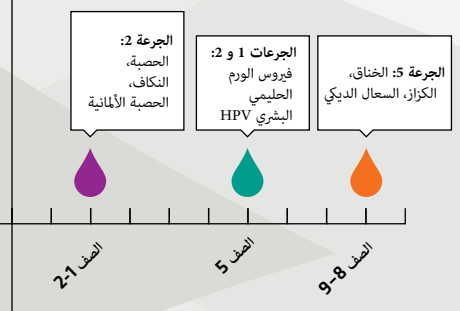 الجرعة 5: الخناق،
الكزاز، السعال الديكي
الجرعات 1 و 2:
فيروس الورم
الحليمي
البشري HPV
الجرعة 2:
الحصبة،
النكاف،
الحصبة الألمانية
الصف 8-9
الصف 5
الصف 1-2